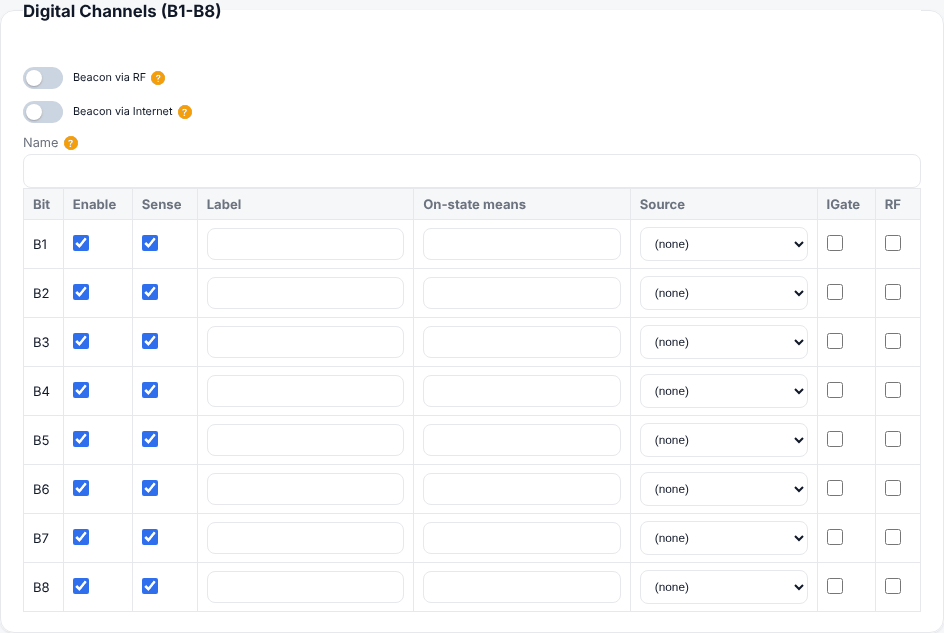 Digital Channels (B1-B8)
Beacon via RF ?
Beacon via Internet ?
Name ?
Bit Enable Sense Label On-state means Source IGate RF
B1 (none)
B2 (none)
B3 (none)
B4 (none)
B5 (none)
B6 (none)
B7 (none)
B8 (none)